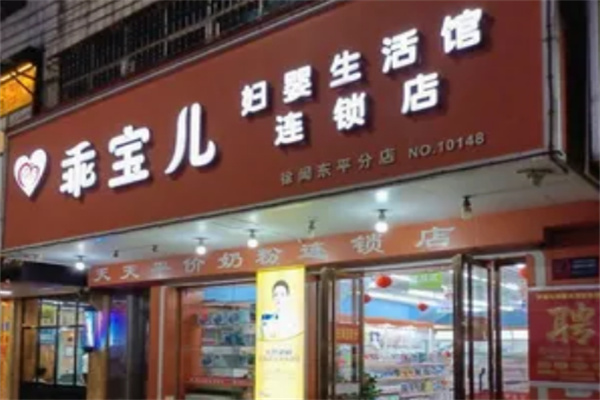 乖宝儿
妇婴生活馆
连锁店
徐闻东平分店 NO.10148
天天平价奶粉连锁店
聘